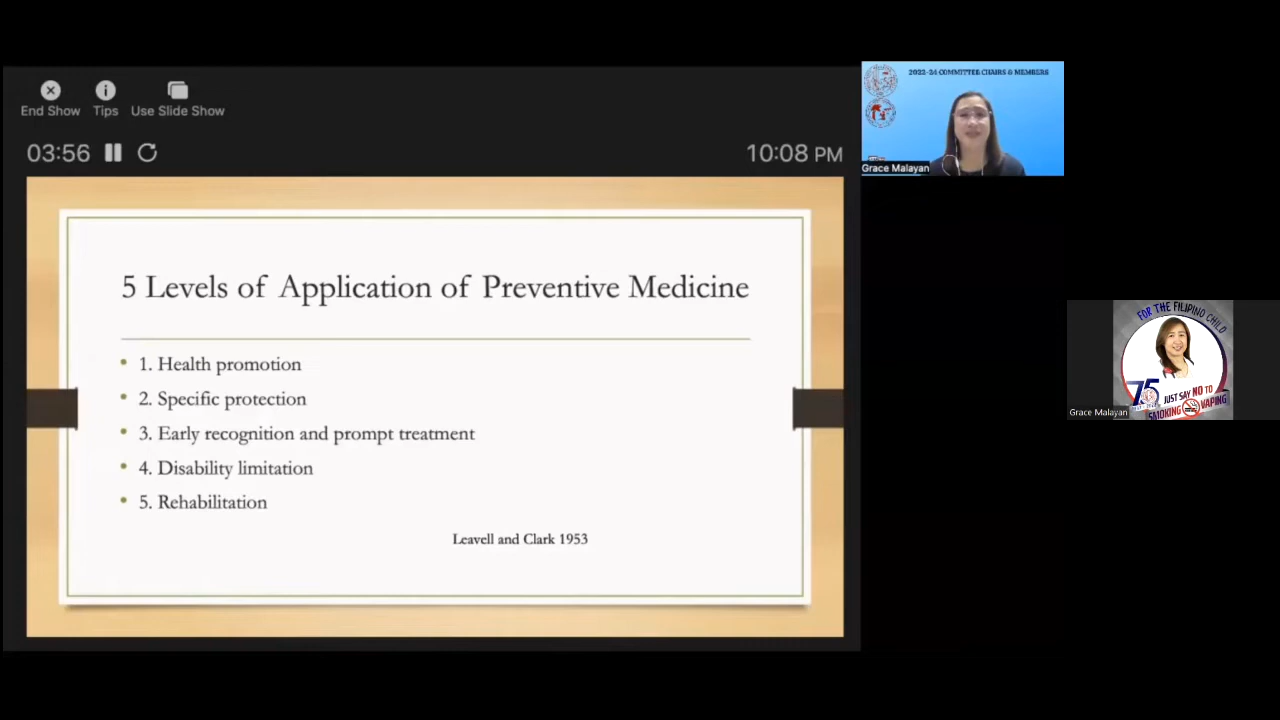 End Show
Tips
Use Slide Show
03:56
10:08 PM
5 Levels of Application of Preventive Medicine
• 1. Health promotion
• 2. Specific protection
• 3. Early recognition and prompt treatment
• 4. Disability limitation
• 5. Rehabilitation
Leavell and Clark 1953
2022-24 COMMITTEE CHAIRS & MEMBERS
Grace Malayan
FOR THE FILIPINO CHILD
75
JUST SAY NO TO
SMOKING VAPING
Grace Malayan